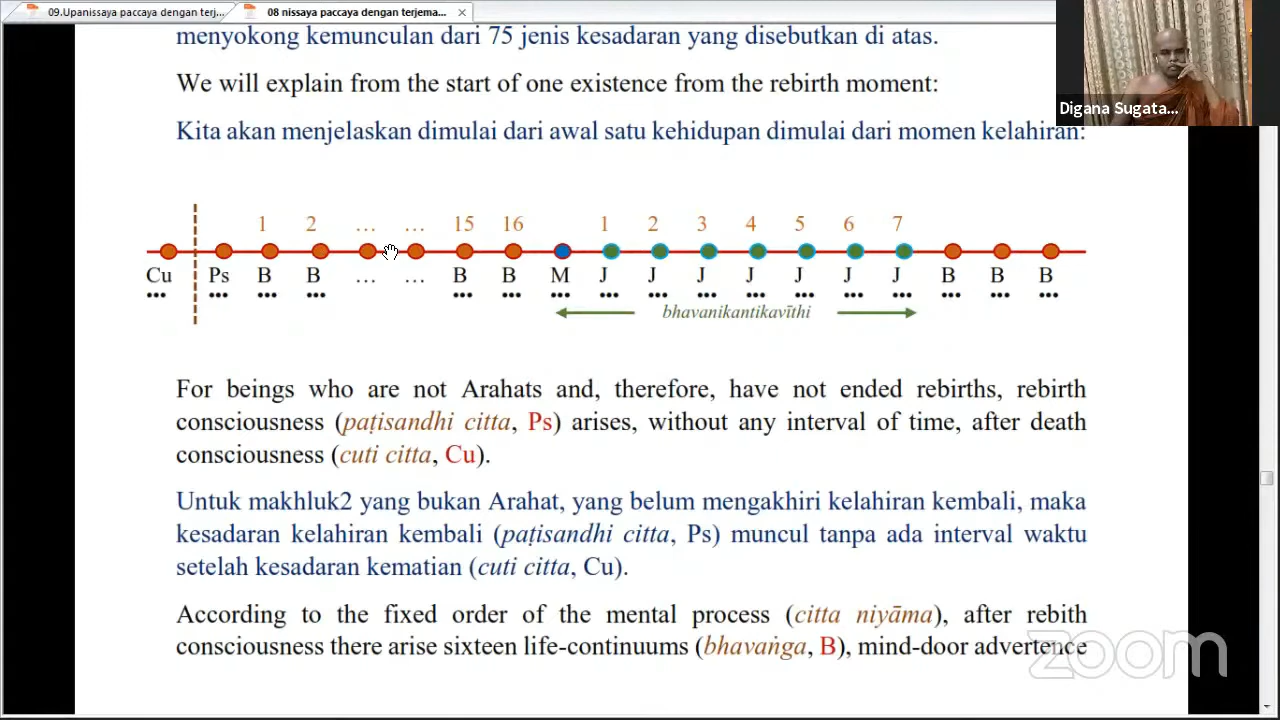 09.Upanissaya paccaya dengan terj...
08 nissaya paccaya dengan terjema...
menyokong kemunculan dari 75 jenis kesadaran yang disebutkan di atas.
We will explain from the start of one existence from the rebirth moment:
Digana Sugata...
Kita akan menjelaskan dimulai dari awal satu kehidupan dimulai dari momen kelahiran:
1 2 … … 15 16 1 2 3 4 5 6 7
Cu Ps B B … … B B M J J J J J J J B B B
••• ••• ••• ••• ••• ••• ••• ••• ••• ••• ••• ••• ••• ••• ••• ••• •••
bhavanikantikavīthi
For beings who are not Arahats and, therefore, have not ended rebirths, rebirth
consciousness (paṭisandhi citta, Ps) arises, without any interval of time, after death
consciousness (cuti citta, Cu).
Untuk makhluk2 yang bukan Arahat, yang belum mengakhiri kelahiran kembali, maka
kesadaran kelahiran kembali (paṭisandhi citta, Ps) muncul tanpa ada interval waktu
setelah kesadaran kematian (cuti citta, Cu).
According to the fixed order of the mental process (citta niyāma), after rebith
consciousness there arise sixteen life-continuums (bhavaṅga, B), mind-door advertence
zoom